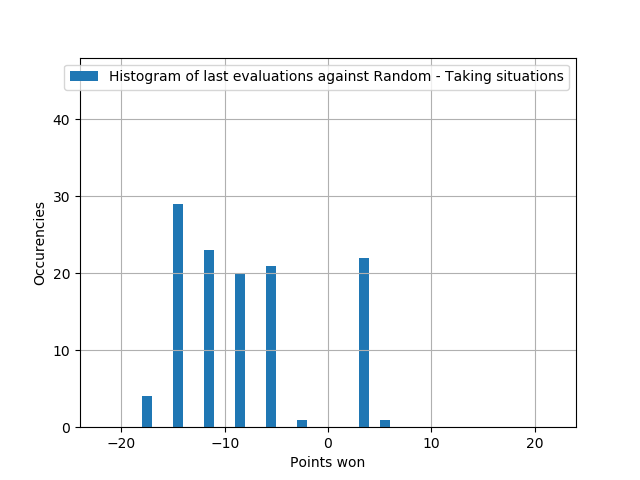 Histogram of last evaluations against Random - Taking situations
40
30
20
10
0
Occurencies
−20 −10 0 10 20
Points won